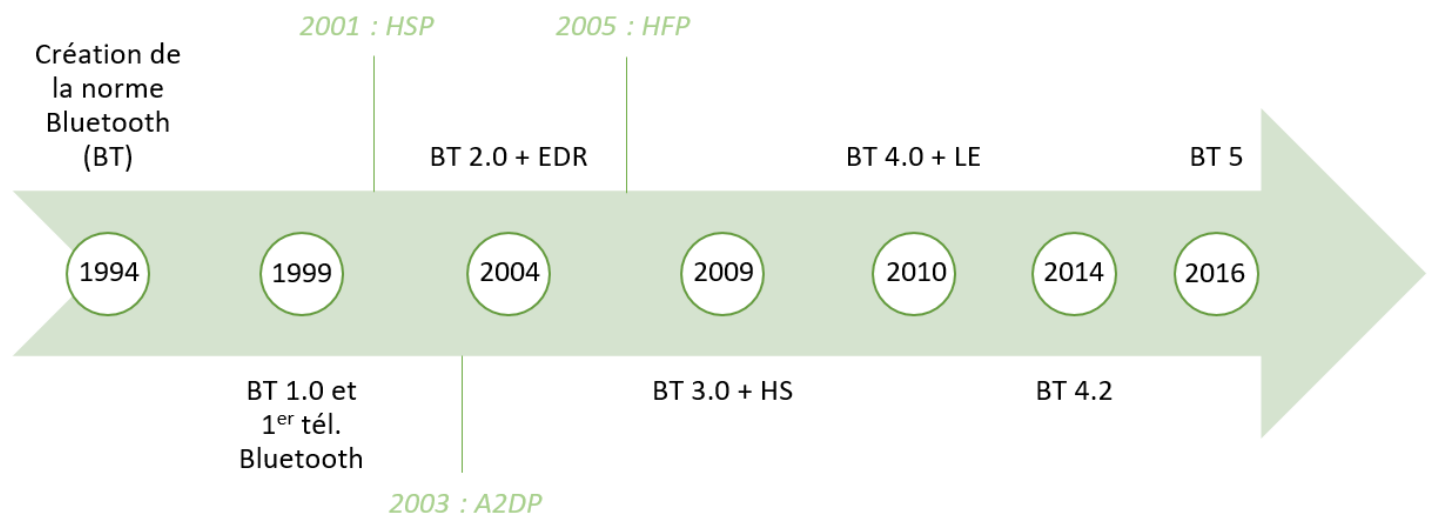 2001 : HSP
2005 : HFP
Création de
la norme
Bluetooth
(BT)
BT 2.0 + EDR
BT 4.0 + LE
BT 5
1994
1999
2004
2009
2010
2014
2016
BT 1.0 et
1er tél.
Bluetooth
BT 3.0 + HS
BT 4.2
2003 : A2DP